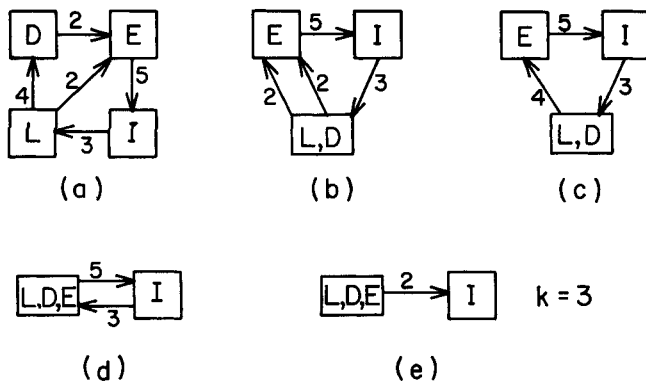 D 2 E
4 2 5
L 3 I
(a)
E 5 I
2 2 3
L,D
(b)
E 5 I
4 3
L,D
(c)
L,D,E 5 I
3
(d)
L,D,E 2 I k = 3
(e)